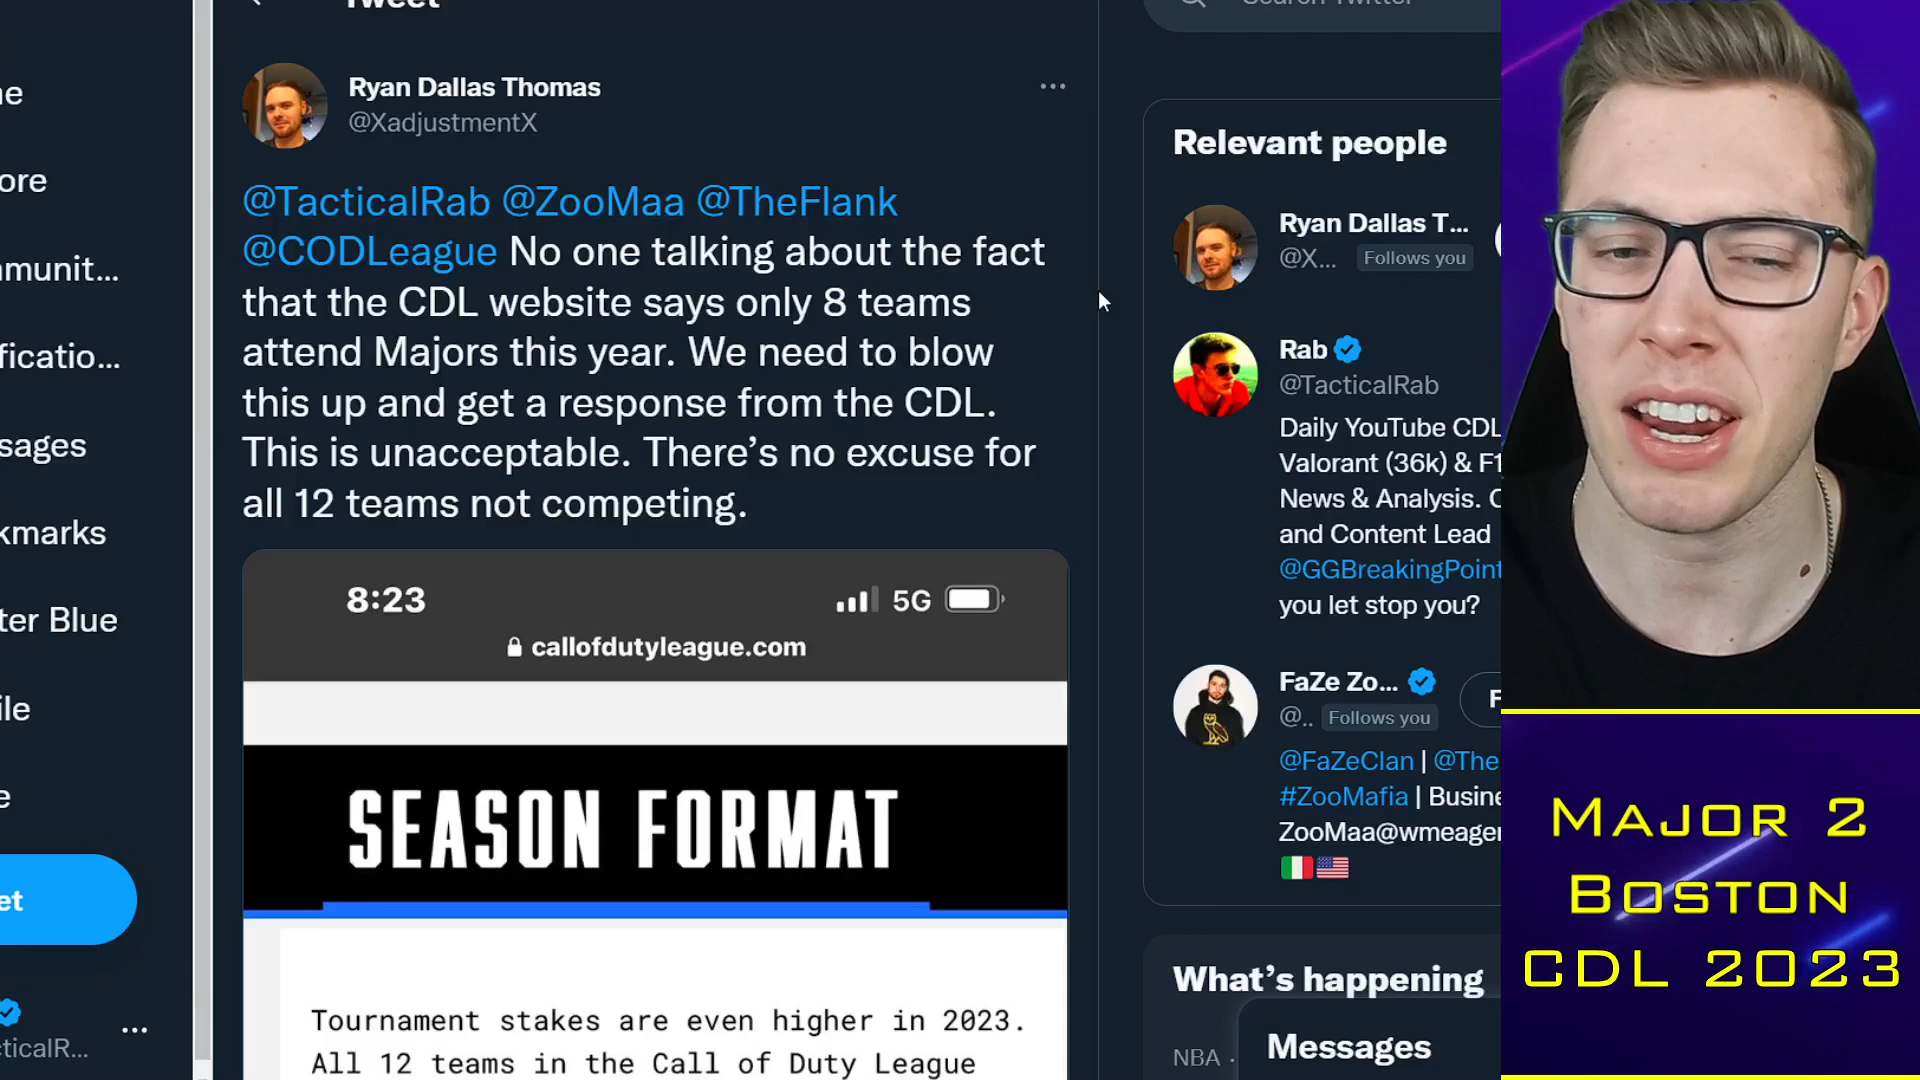 Tweet
Search Twitter
ne
ore
mmunit...
ficatio...
sages
kmarks
ter Blue
ile
e
et
cticalR...
Ryan Dallas Thomas
@XadjustmentX
@TacticalRab @ZooMaa @TheFlank
@CODLeague No one talking about the fact
that the CDL website says only 8 teams
attend Majors this year. We need to blow
this up and get a response from the CDL.
This is unacceptable. There's no excuse for
all 12 teams not competing.
8:23
5G
callofdutyleague.com
SEASON FORMAT
Tournament stakes are even higher in 2023.
All 12 teams in the Call of Duty League
Relevant people
Ryan Dallas T...
@X... Follows you
Rab
@TacticalRab
Daily YouTube CDL
Valorant (36k) & F1
News & Analysis. C
and Content Lead
@GGBreakingPoint
you let stop you?
FaZe Zo...
@.. Follows you
F
@FaZeClan | @The
#ZooMafia | Busine
ZooMaa@wmeager
What's happening
NBA ·
Messages
MAJOR 2
BOSTON
CDL 2023